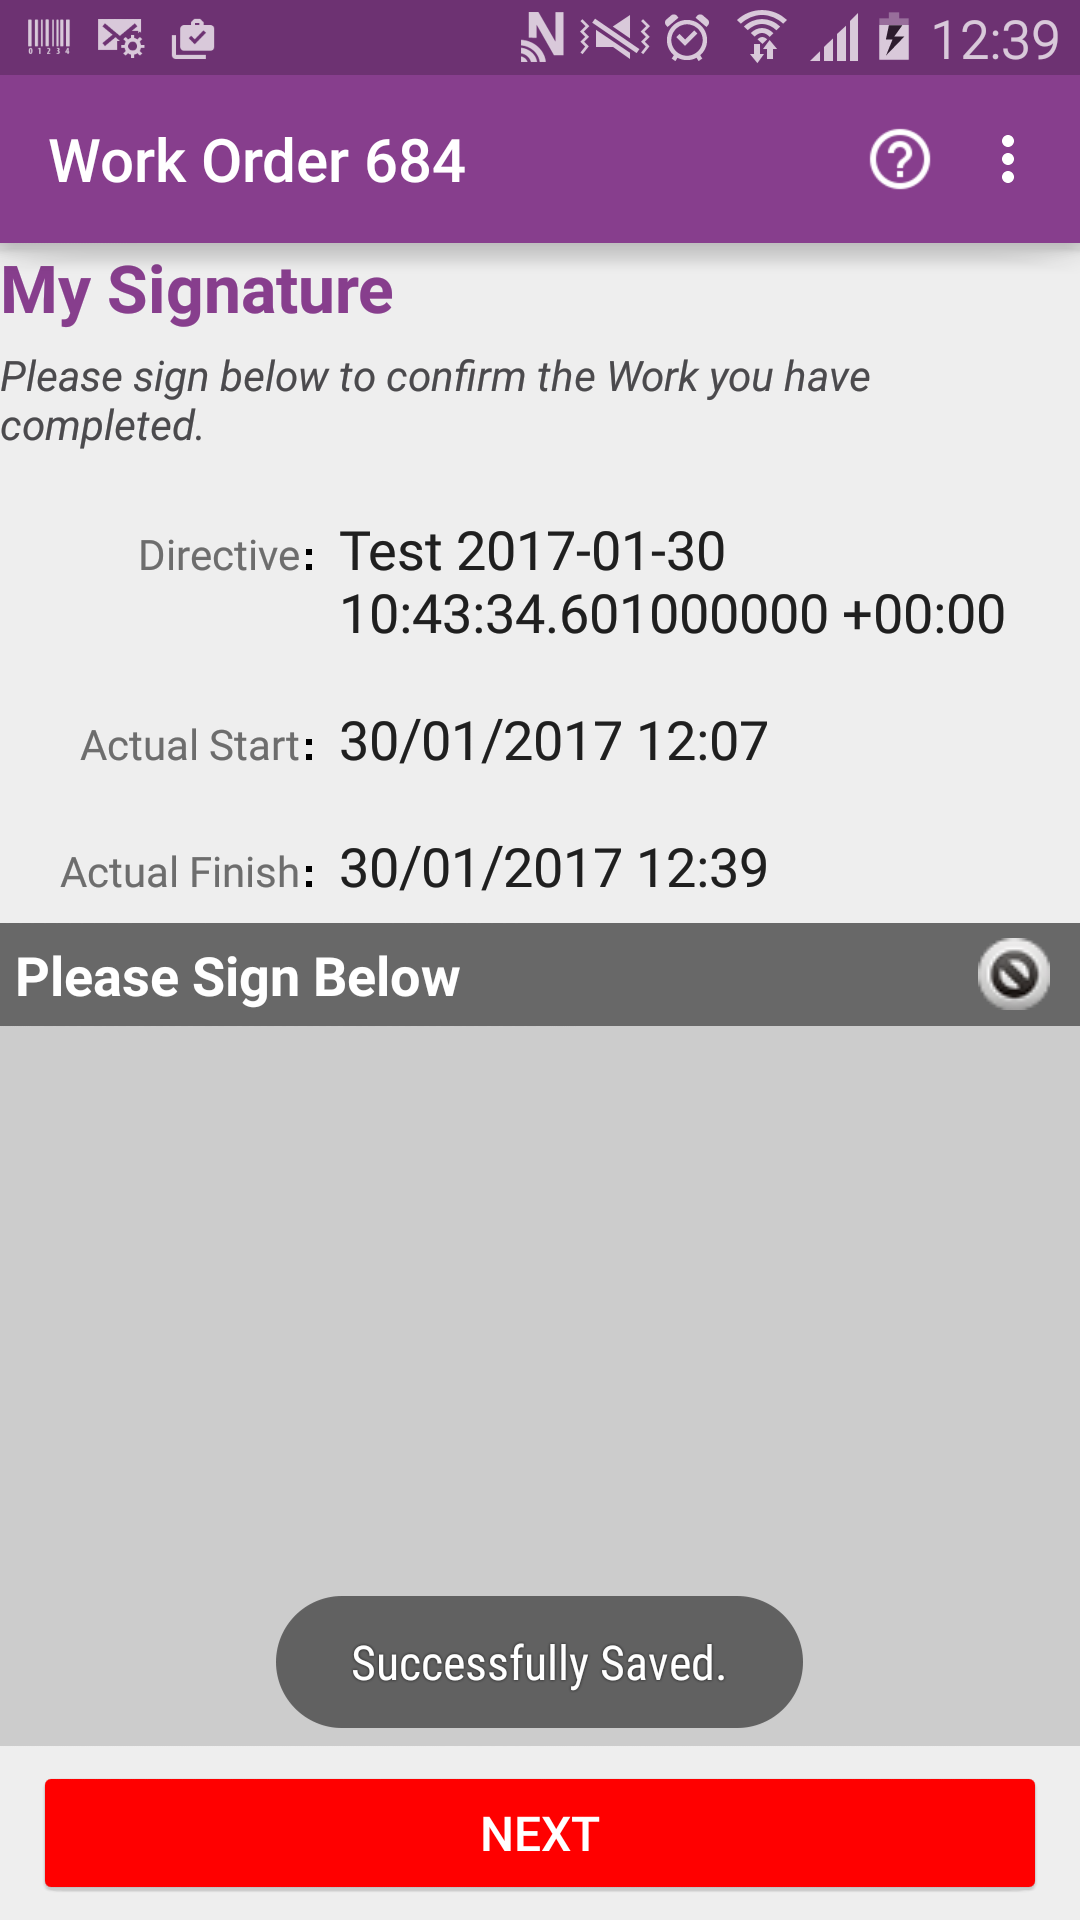 12:39
Work Order 684
My Signature
Please sign below to confirm the Work you have
completed.
Directive: Test 2017-01-30
10:43:34.601000000 +00:00
Actual Start: 30/01/2017 12:07
Actual Finish: 30/01/2017 12:39
Please Sign Below
Successfully Saved.
NEXT